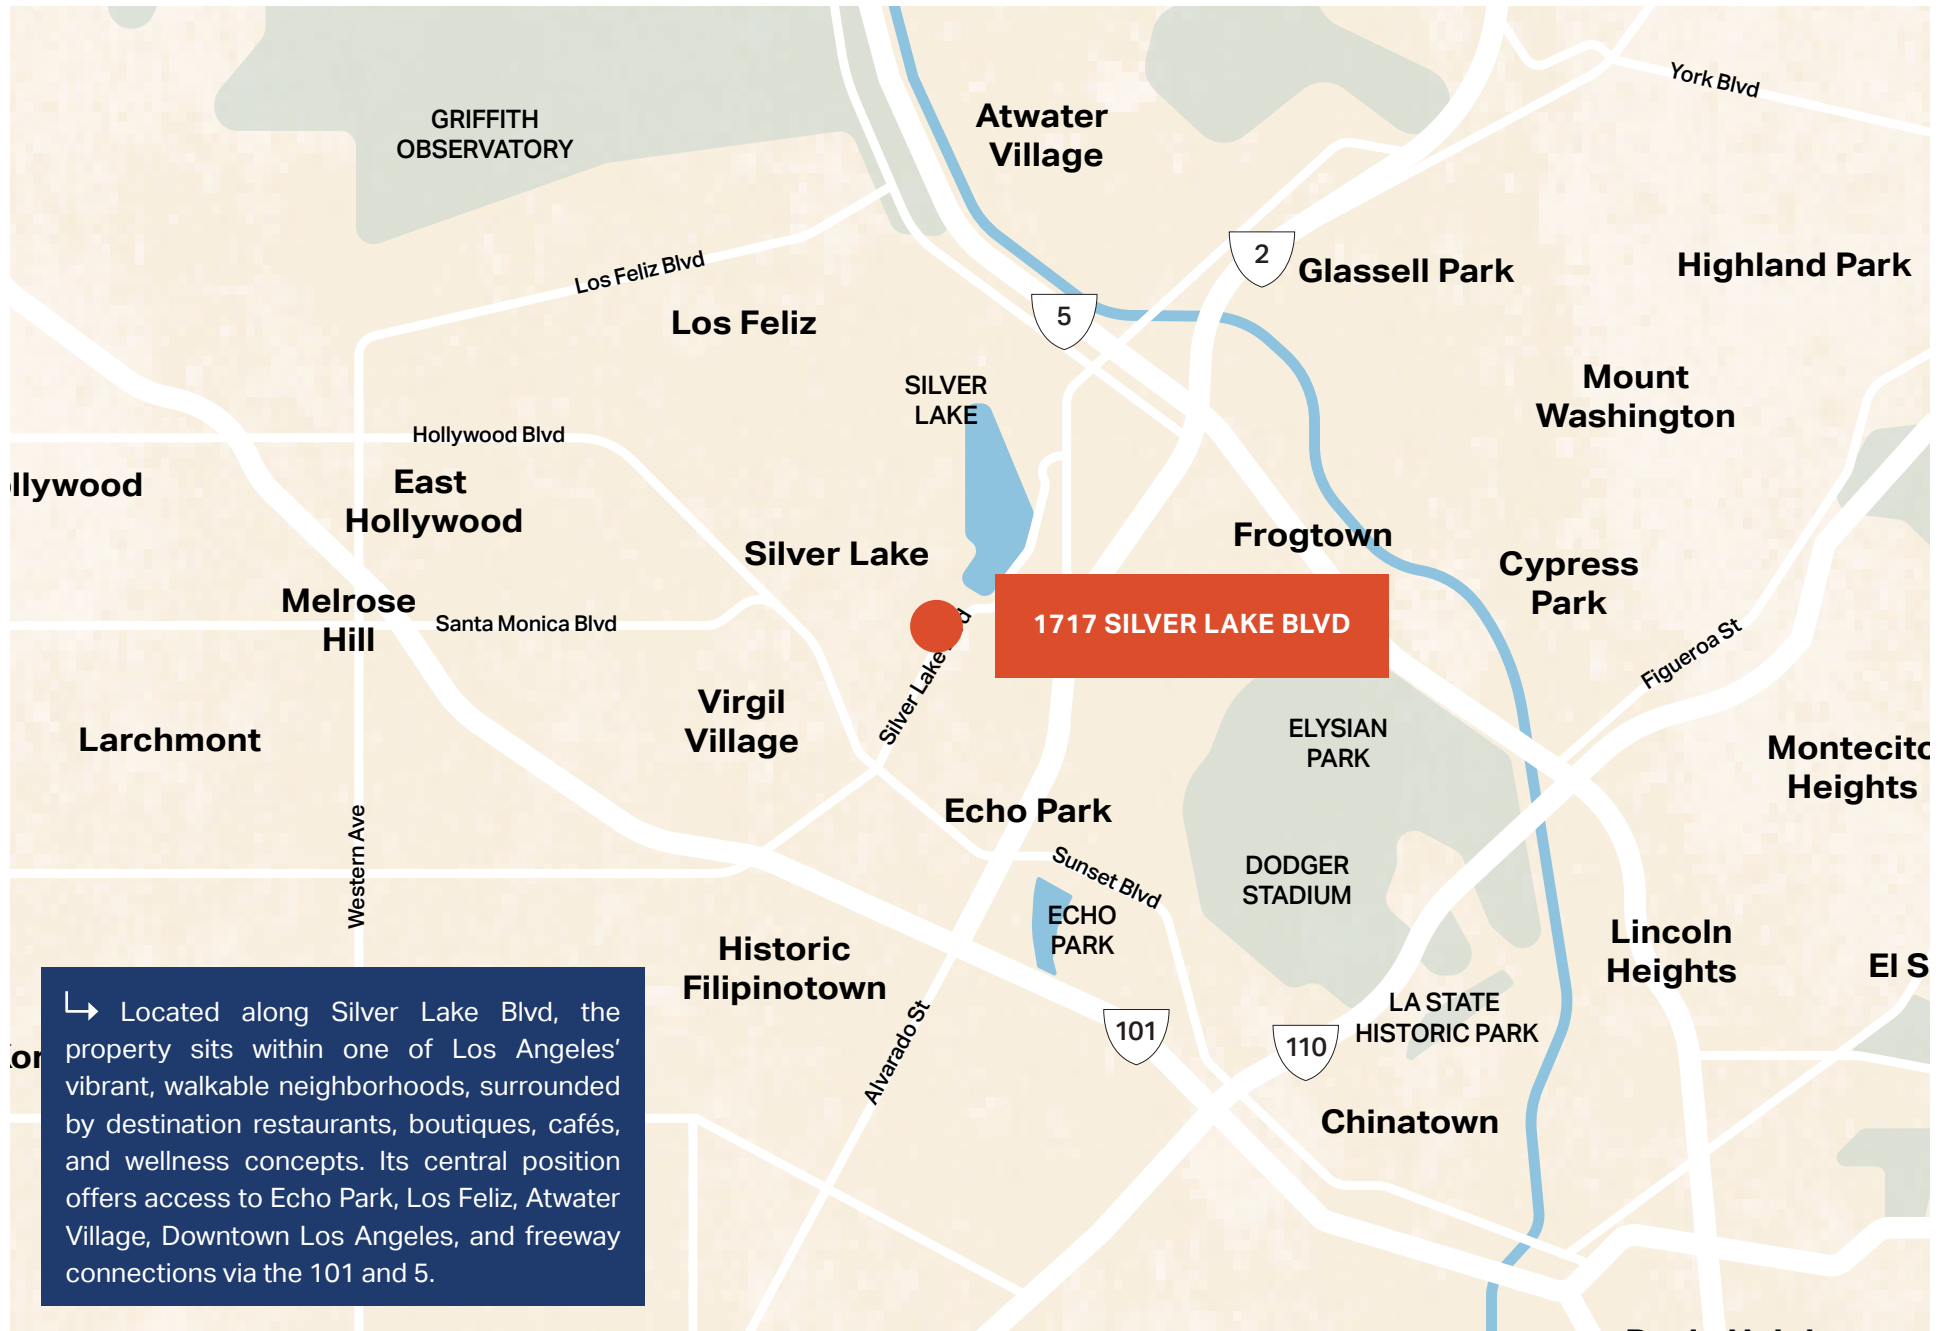 York Blvd
GRIFFITH
OBSERVATORY
Atwater
Village
2
Glassell Park
Highland Park
Los Feliz Blvd
Los Feliz
5
SILVER
LAKE
Mount
Washington
Hollywood Blvd
llywood
East
Hollywood
Silver Lake
Frogtown
Cypress
Park
Melrose
Hill
Santa Monica Blvd
1717 SILVER LAKE BLVD
Silver Lake
Figueroa St
Virgil
Village
Larchmont
ELYSIAN
PARK
Montecito
Heights
Echo Park
Western Ave
Sunset Blvd
DODGER
STADIUM
ECHO
PARK
Historic
Filipinotown
Lincoln
Heights
El S
LA STATE
HISTORIC PARK
101
110
Alvarado St
Chinatown
Located along Silver Lake Blvd, the
property sits within one of Los Angeles’
vibrant, walkable neighborhoods, surrounded
by destination restaurants, boutiques, cafés,
and wellness concepts. Its central position
offers access to Echo Park, Los Feliz, Atwater
Village, Downtown Los Angeles, and freeway
connections via the 101 and 5.